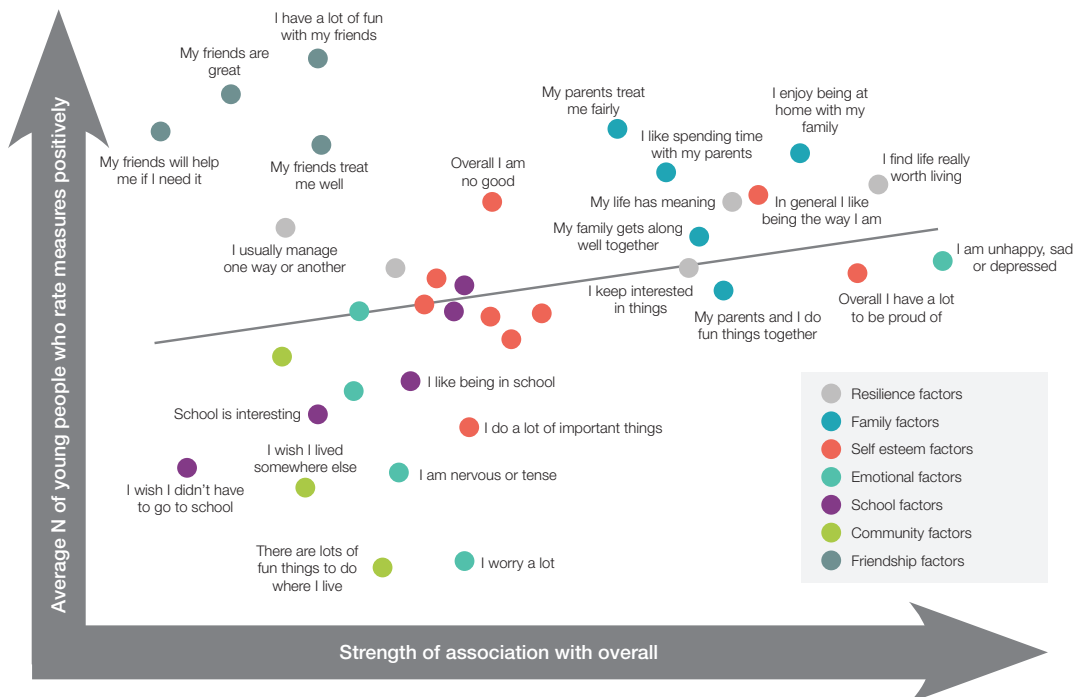 I have a lot of fun
with my friends
My friends are
great
My friends will help
me if I need it
My friends treat
me well
Overall I am
no good
My parents treat
me fairly
I like spending time
with my parents
I enjoy being at
home with my
family
I find life really
worth living
My life has meaning
In general I like
being the way I am
My family gets along
well together
I usually manage
one way or another
I keep interested
in things
My parents and I do
fun things together
Overall I have a lot
to be proud of
I am unhappy, sad
or depressed
I like being in school
School is interesting
I do a lot of important things
I wish I lived
somewhere else
I am nervous or tense
I wish I didn’t have
to go to school
There are lots of
fun things to do
where I live
I worry a lot
Resilience factors
Family factors
Self esteem factors
Emotional factors
School factors
Community factors
Friendship factors
Average N of young people who rate measures positively
Strength of association with overall